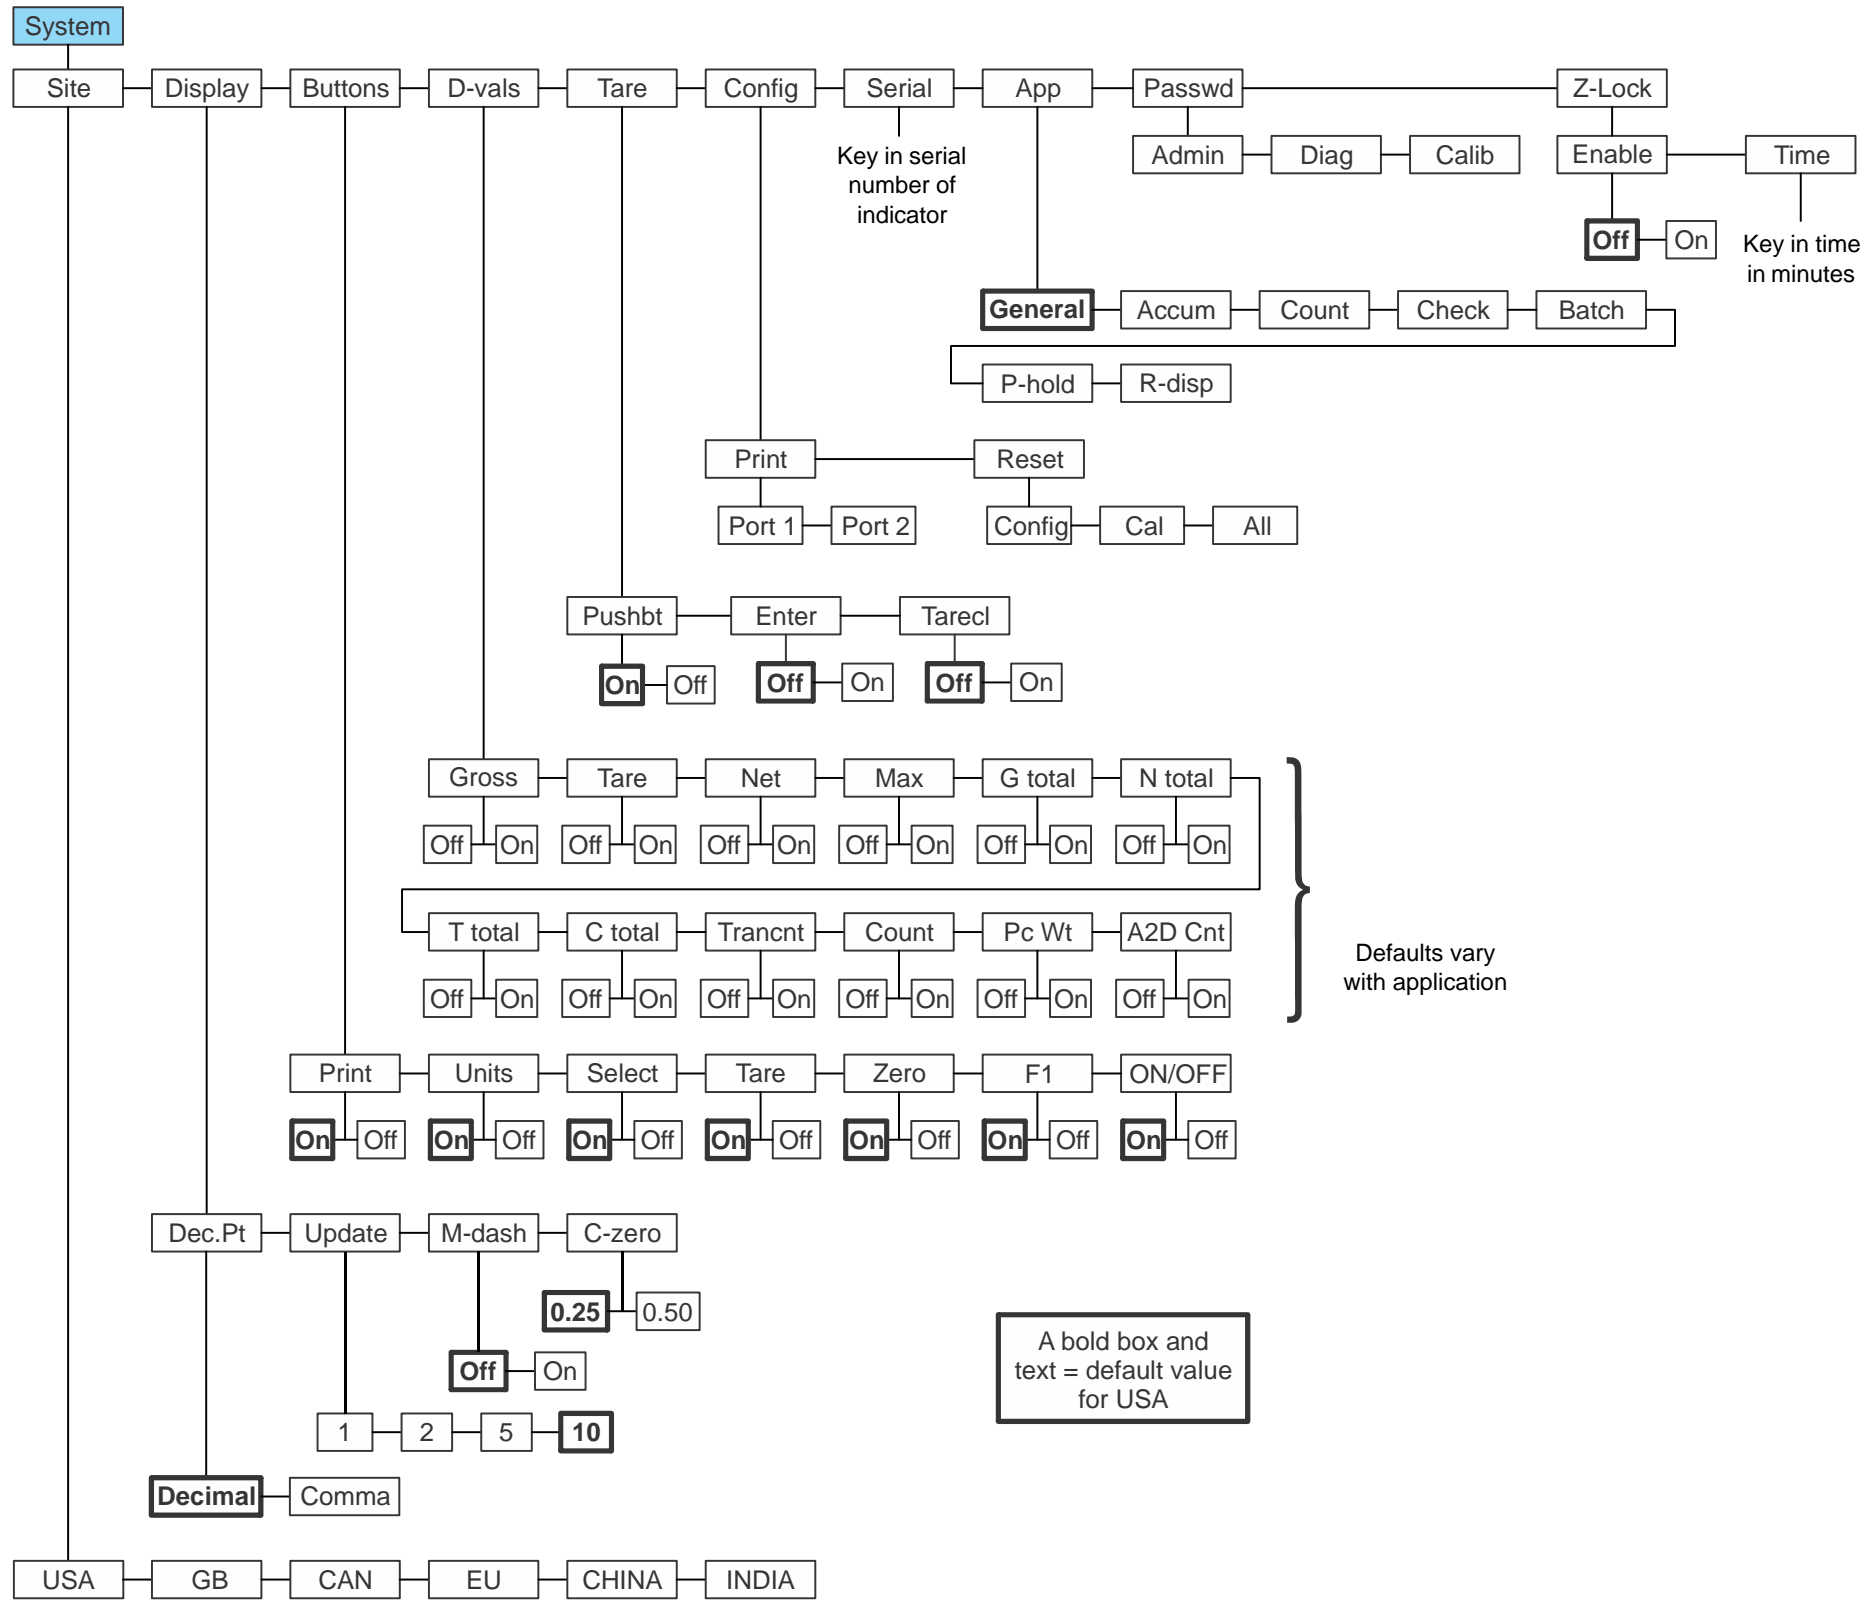 System
Site Display Buttons D-vals Tare Config Serial App Passwd Z-Lock
Key in serial
number of
indicator
Admin Diag Calib Enable Time
Off On
Key in time
in minutes
General Accum Count Check Batch
P-hold R-disp
Print Reset
Port 1 Port 2 Config Cal All
Pushbt Enter Tarecl
On Off Off On Off On
Gross Tare Net Max G total N total
Off On Off On Off On Off On Off On Off On
T total C total Trancnt Count Pc Wt A2D Cnt
Off On Off On Off On Off On Off On Off On
Defaults vary
with application
Print Units Select Tare Zero F1 ON/OFF
On Off On Off On Off On Off On Off On Off On Off
Dec.Pt Update M-dash C-zero
0.25 0.50
Off On
1 2 5 10
Decimal Comma
A bold box and
text = default value
for USA
USA GB CAN EU CHINA INDIA